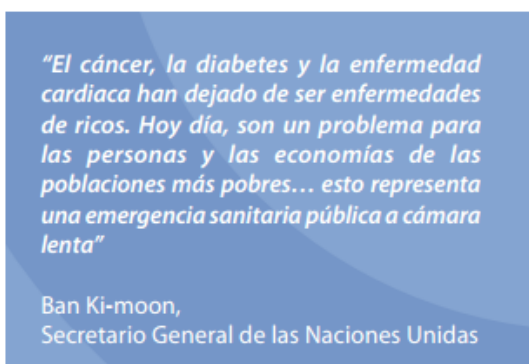 “El cáncer, la diabetes y la enfermedad
cardiaca han dejado de ser enfermedades
de ricos. Hoy día, son un problema para
las personas y las economías de las
poblaciones más pobres… esto representa
una emergencia sanitaria pública a cámara
lenta”
Ban Ki-moon,
Secretario General de las Naciones Unidas